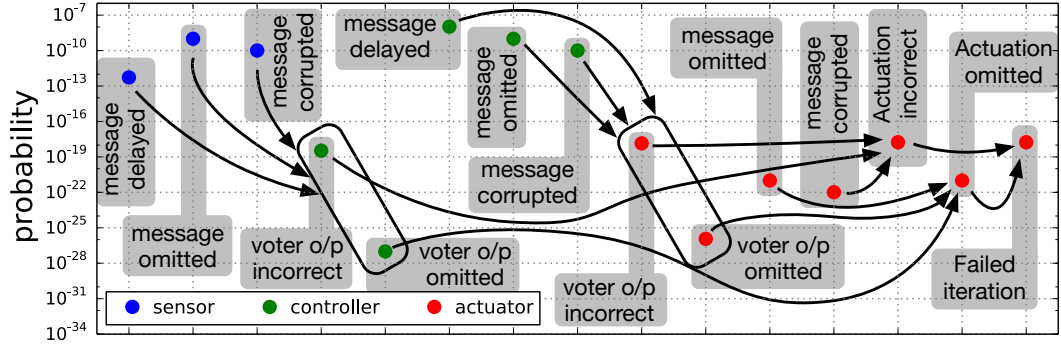 probability
10⁻⁷
10⁻¹⁰
10⁻¹³
10⁻¹⁶
10⁻¹⁹
10⁻²²
10⁻²⁵
10⁻²⁸
10⁻³¹
10⁻³⁴
message
delayed
message
omitted
message
corrupted
voter o/p
incorrect
voter o/p
omitted
message
delayed
message
omitted
message
corrupted
voter o/p
incorrect
voter o/p
omitted
message
omitted
message
corrupted
Actuation
incorrect
Actuation
omitted
Failed
iteration
sensor
controller
actuator